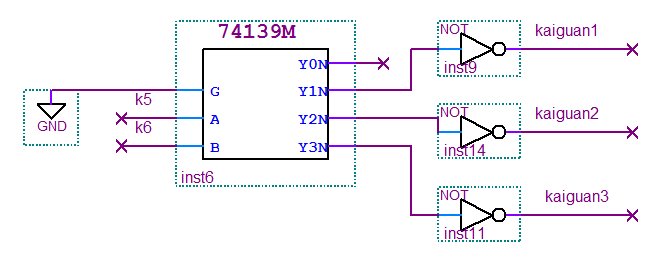 74139M
G
A
B
Y0N
Y1N
Y2N
Y3N
inst6
GND
k5
k6
NOT
inst9
kaiguan1
NOT
inst14
kaiguan2
NOT
inst11
kaiguan3